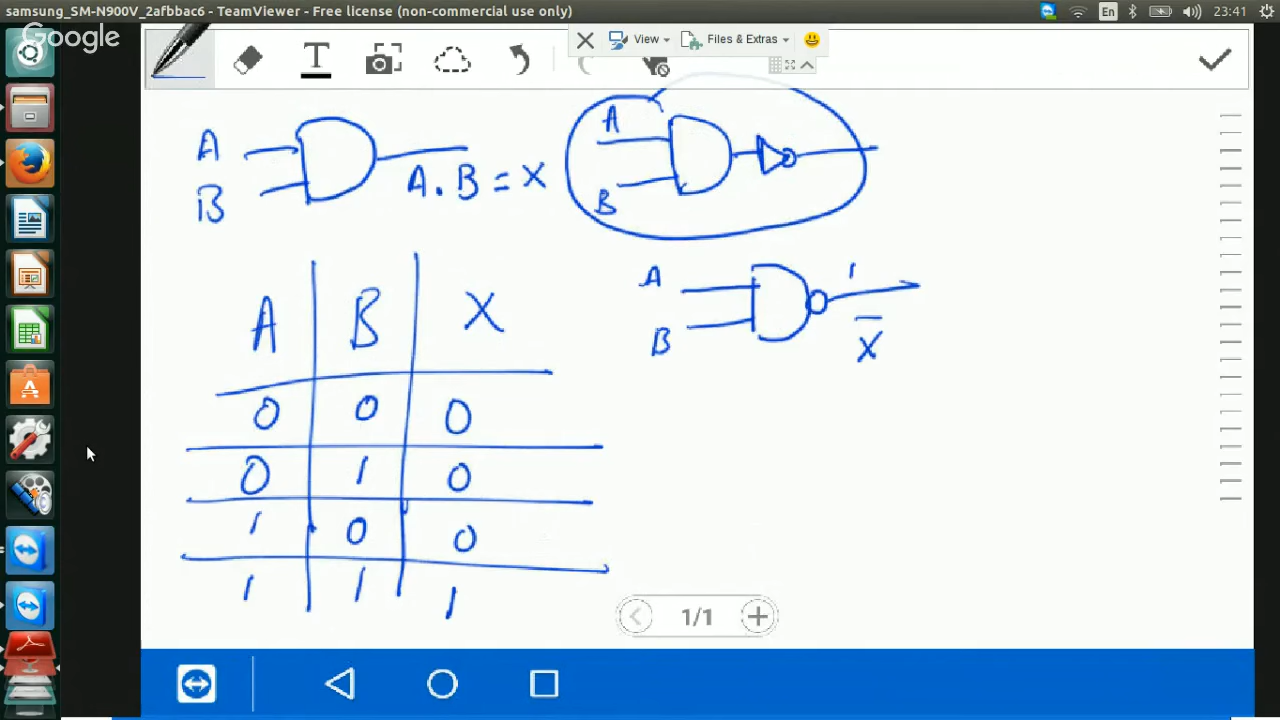 samsung_SM-N900V_2afbbac6 - TeamViewer - Free license (non-commercial use only)
En
23:41
Google
T
View
Files & Extras
A
B
A . B = X
A
B
A
B
1
X̅
A B X
0 0 0
0 1 0
1 0 0
1 1 1
1/1